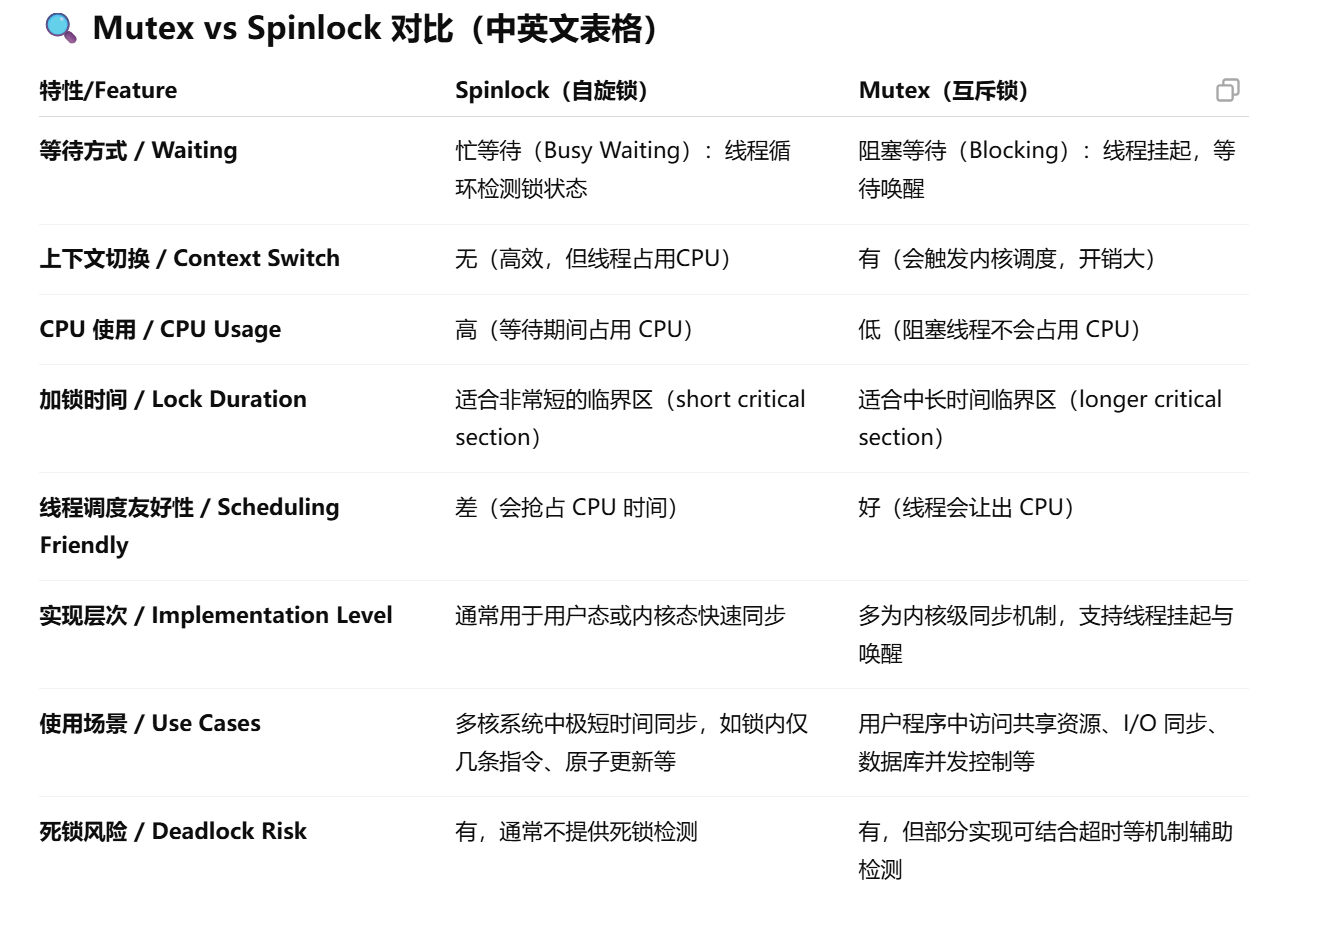 Mutex vs Spinlock 对比（中英文表格）
特性/Feature
Spinlock（自旋锁）
Mutex（互斥锁）
等待方式 / Waiting
忙等待（Busy Waiting）：线程循
环检测锁状态
阻塞等待（Blocking）：线程挂起，等
待唤醒
上下文切换 / Context Switch
无（高效，但线程占用CPU）
有（会触发内核调度，开销大）
CPU 使用 / CPU Usage
高（等待期间占用 CPU）
低（阻塞线程不会占用 CPU）
加锁时间 / Lock Duration
适合非常短的临界区（short critical
section）
适合中长时间临界区（longer critical
section）
线程调度友好性 / Scheduling
Friendly
差（会抢占 CPU 时间）
好（线程会让出 CPU）
实现层次 / Implementation Level
通常用于用户态或内核态快速同步
多为内核级同步机制，支持线程挂起与
唤醒
使用场景 / Use Cases
多核系统中极短时间同步，如锁内仅
几条指令、原子更新等
用户程序中访问共享资源、I/O 同步、
数据库并发控制等
死锁风险 / Deadlock Risk
有，通常不提供死锁检测
有，但部分实现可结合超时等机制辅助
检测